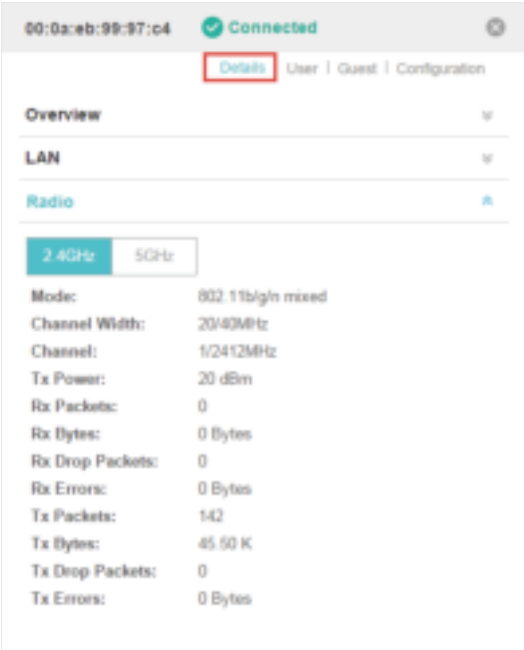 00:0a:eb:99:97:c4 Connected
Details User | Guest | Configuration
Overview
LAN
Radio
2.4GHz 5GHz
Mode: 802.11b/g/n mixed
Channel Width: 20/40MHz
Channel: 1/2412MHz
Tx Power: 20 dBm
Rx Packets: 0
Rx Bytes: 0 Bytes
Rx Drop Packets: 0
Rx Errors: 0 Bytes
Tx Packets: 142
Tx Bytes: 45.50 K
Tx Drop Packets: 0
Tx Errors: 0 Bytes